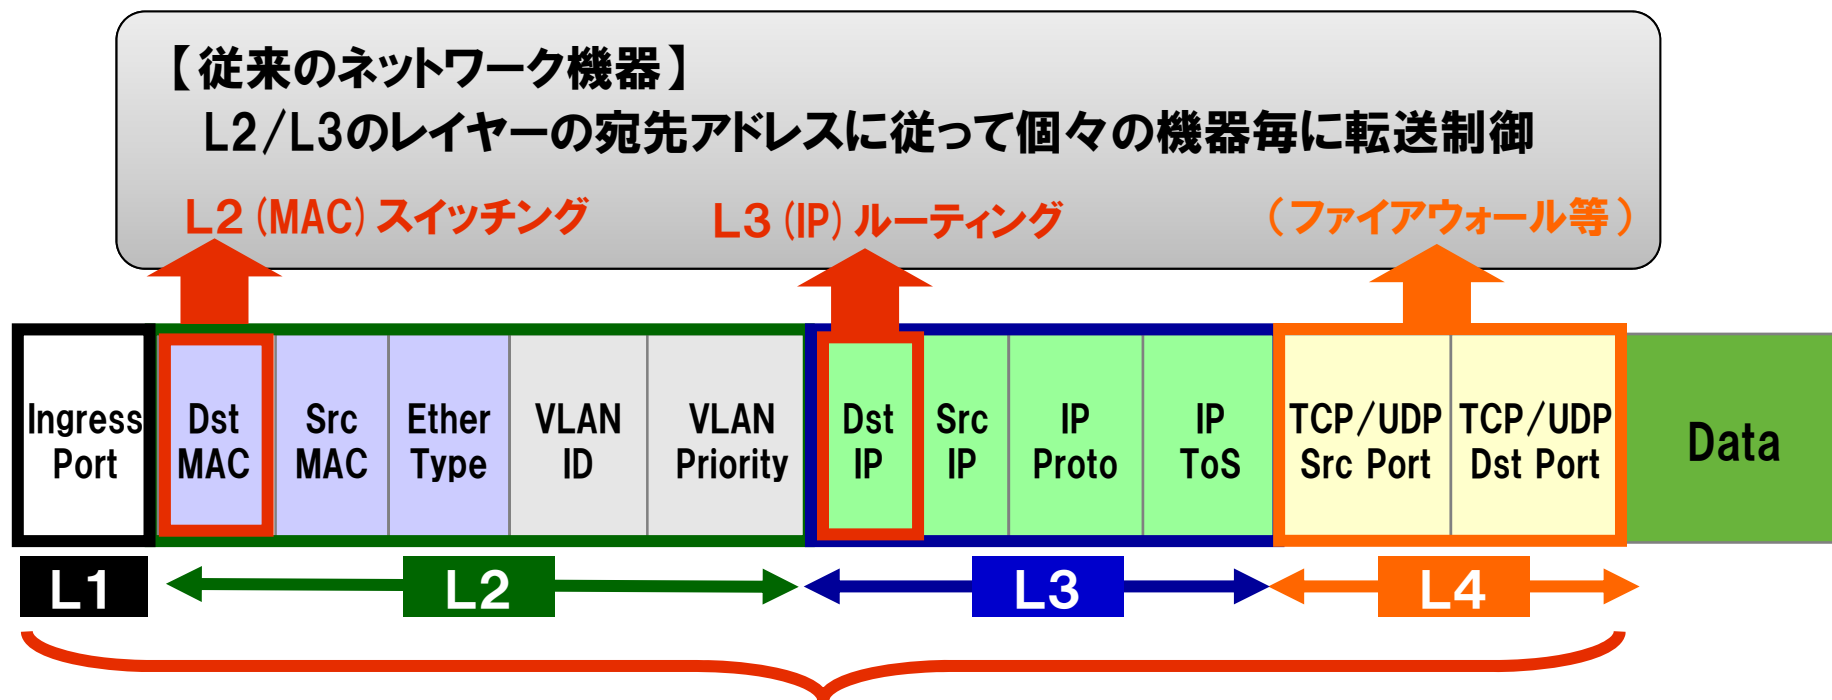 【従来のネットワーク機器】
L2/L3のレイヤーの宛先アドレスに従って個々の機器毎に転送制御
L2(MAC)スイッチング
L3(IP)ルーティング
(ファイアウォール等)
Ingress
Port
Dst
MAC
Src
MAC
Ether
Type
VLAN
ID
VLAN
Priority
Dst
IP
Src
IP
IP
Proto
IP
ToS
TCP/UDP
Src Port
TCP/UDP
Dst Port
Data
L1
L2
L3
L4